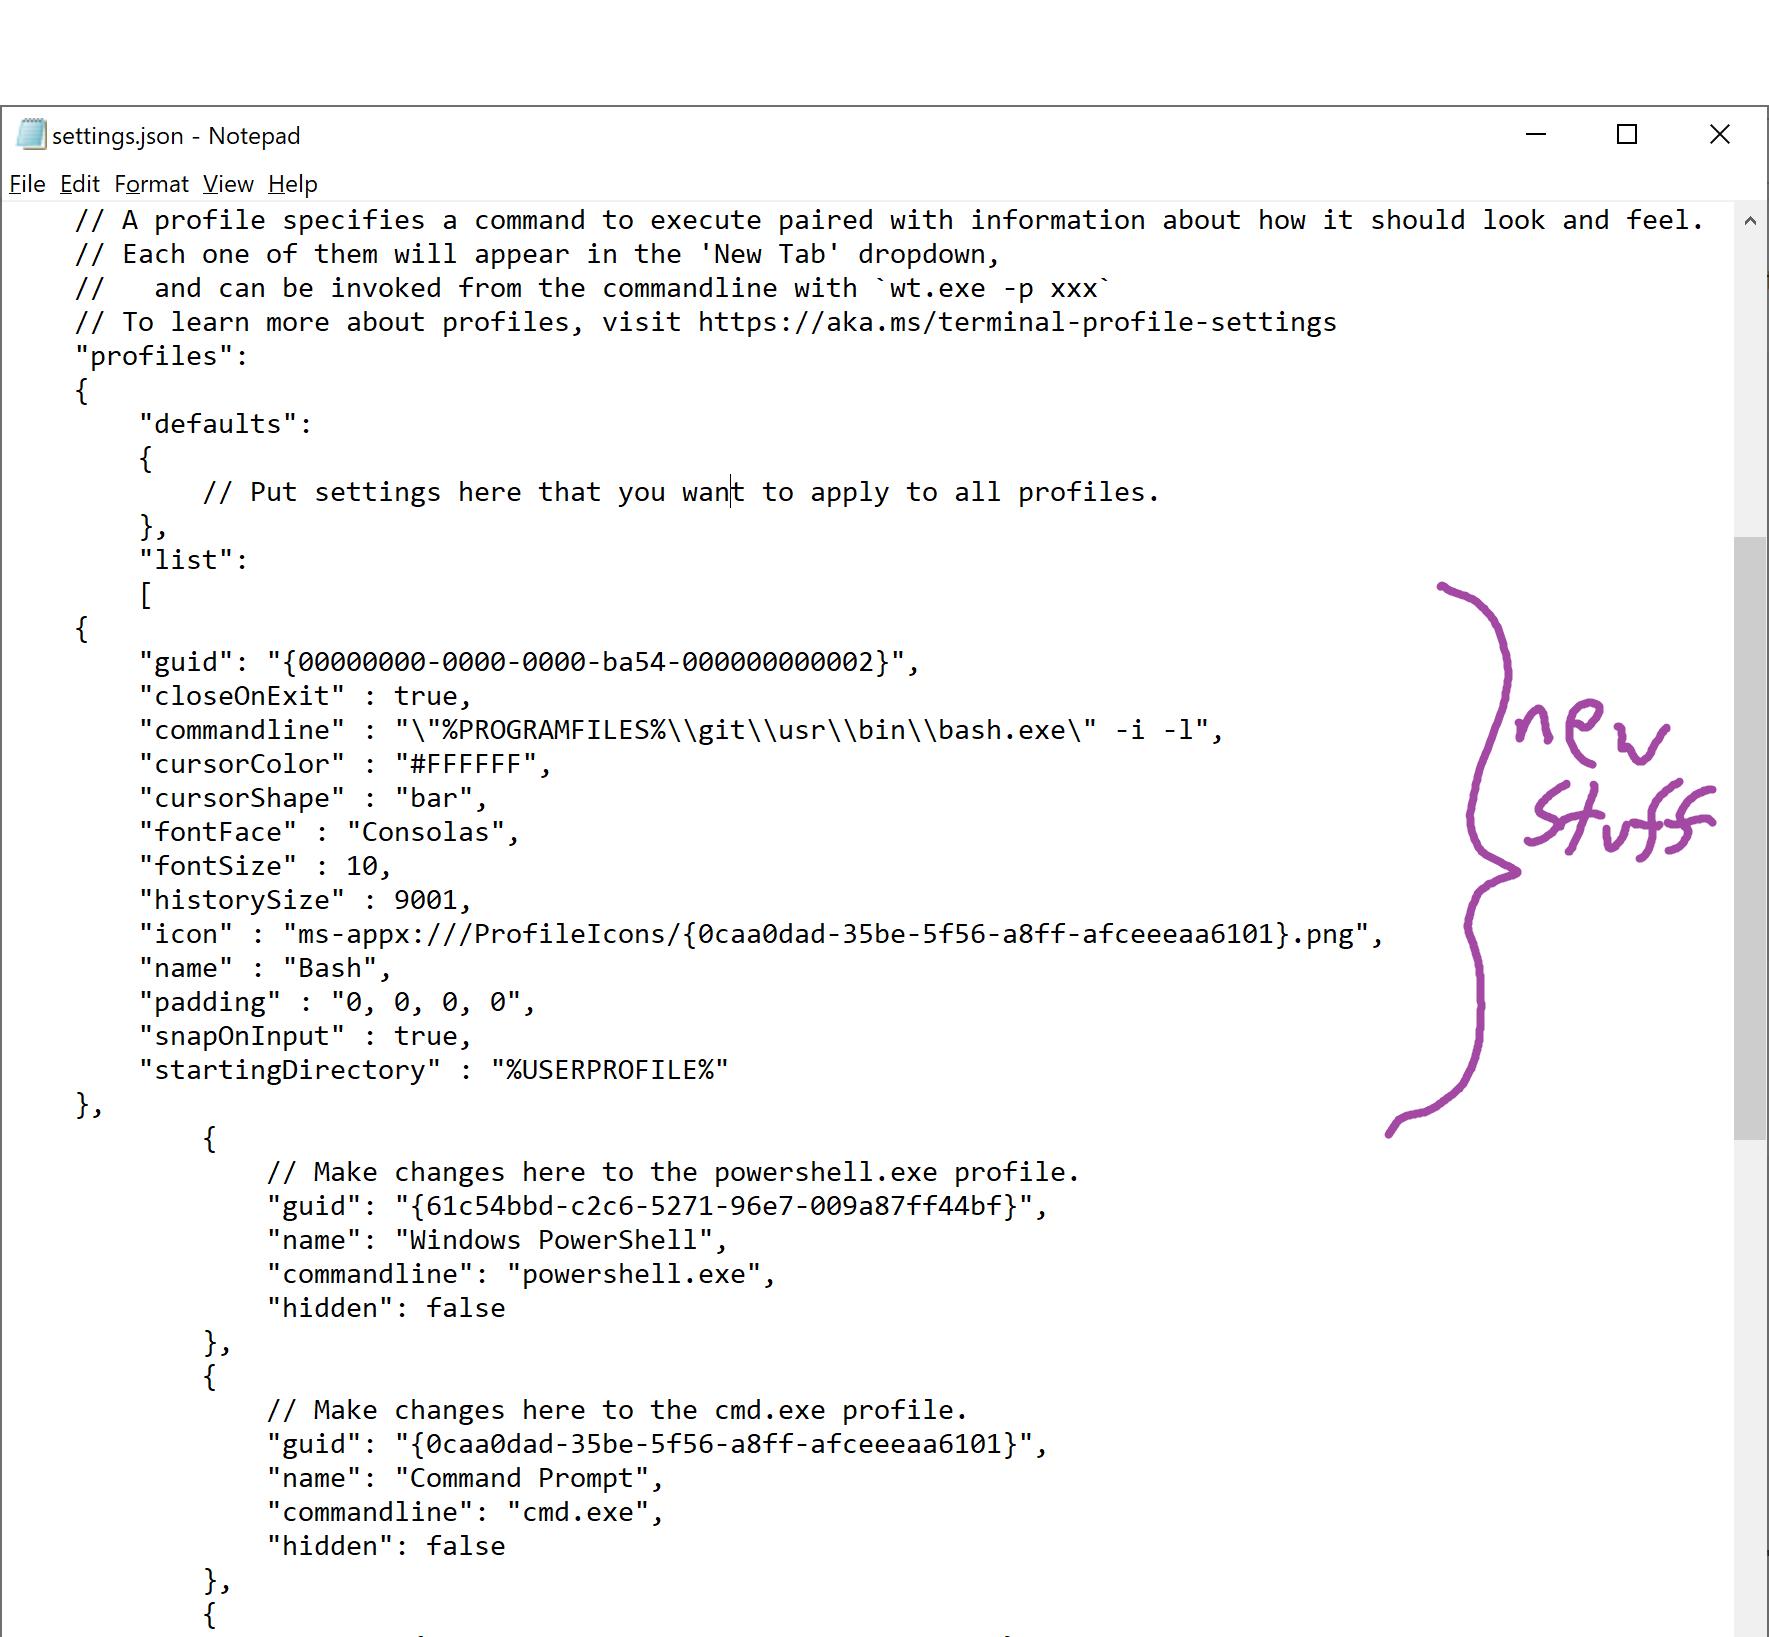 settings.json - Notepad
File Edit Format View Help
// A profile specifies a command to execute paired with information about how it should look and feel.
// Each one of them will appear in the 'New Tab' dropdown,
//   and can be invoked from the commandline with `wt.exe -p xxx`
// To learn more about profiles, visit https://aka.ms/terminal-profile-settings
"profiles":
{
    "defaults":
    {
        // Put settings here that you want to apply to all profiles.
    },
    "list":
    [
{
    "guid": "{00000000-0000-0000-ba54-000000000002}",
    "closeOnExit" : true,
    "commandline" : "\"%PROGRAMFILES%\\git\\usr\\bin\\bash.exe\" -i -l",
    "cursorColor" : "#FFFFFF",
    "cursorShape" : "bar",
    "fontFace" : "Consolas",
    "fontSize" : 10,
    "historySize" : 9001,
    "icon" : "ms-appx:///ProfileIcons/{0caa0dad-35be-5f56-a8ff-afceeeaa6101}.png",
    "name" : "Bash",
    "padding" : "0, 0, 0, 0",
    "snapOnInput" : true,
    "startingDirectory" : "%USERPROFILE%"
},
        {
            // Make changes here to the powershell.exe profile.
            "guid": "{61c54bbd-c2c6-5271-96e7-009a87ff44bf}",
            "name": "Windows PowerShell",
            "commandline": "powershell.exe",
            "hidden": false
        },
        {
            // Make changes here to the cmd.exe profile.
            "guid": "{0caa0dad-35be-5f56-a8ff-afceeeaa6101}",
            "name": "Command Prompt",
            "commandline": "cmd.exe",
            "hidden": false
        },
        {
new
stuff